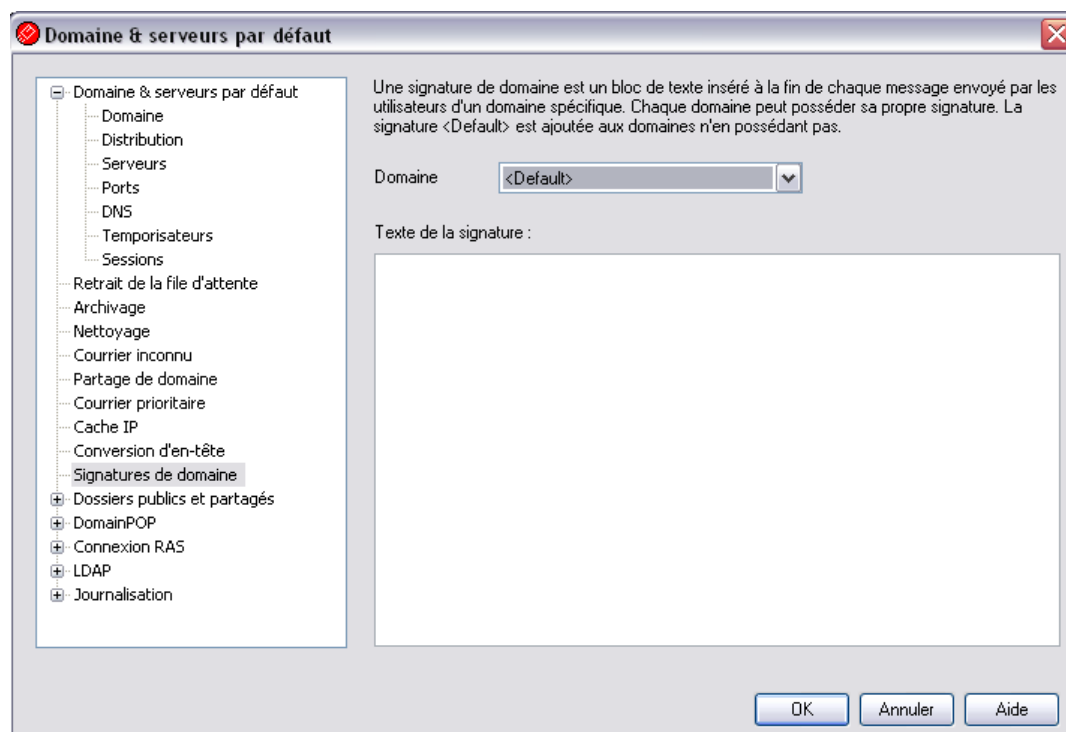 Domaine & serveurs par défaut
Domaine & serveurs par défaut
Domaine
Distribution
Serveurs
Ports
DNS
Temporisateurs
Sessions
Retrait de la file d'attente
Archivage
Nettoyage
Courrier inconnu
Partage de domaine
Courrier prioritaire
Cache IP
Conversion d'en-tête
Signatures de domaine
Dossiers publics et partagés
DomainPOP
Connexion RAS
LDAP
Journalisation
Une signature de domaine est un bloc de texte inséré à la fin de chaque message envoyé par les
utilisateurs d'un domaine spécifique. Chaque domaine peut posséder sa propre signature. La
signature <Default> est ajoutée aux domaines n'en possédant pas.
Domaine
<Default>
Texte de la signature :
OK
Annuler
Aide